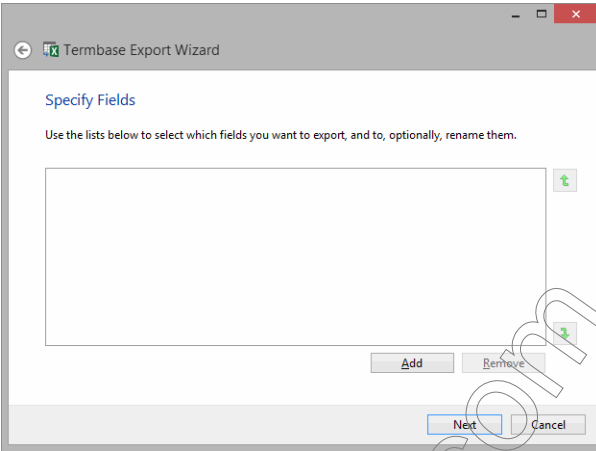 Termbase Export Wizard
Specify Fields
Use the lists below to select which fields you want to export, and to, optionally, rename them.
Add Remove
Next Cancel
com